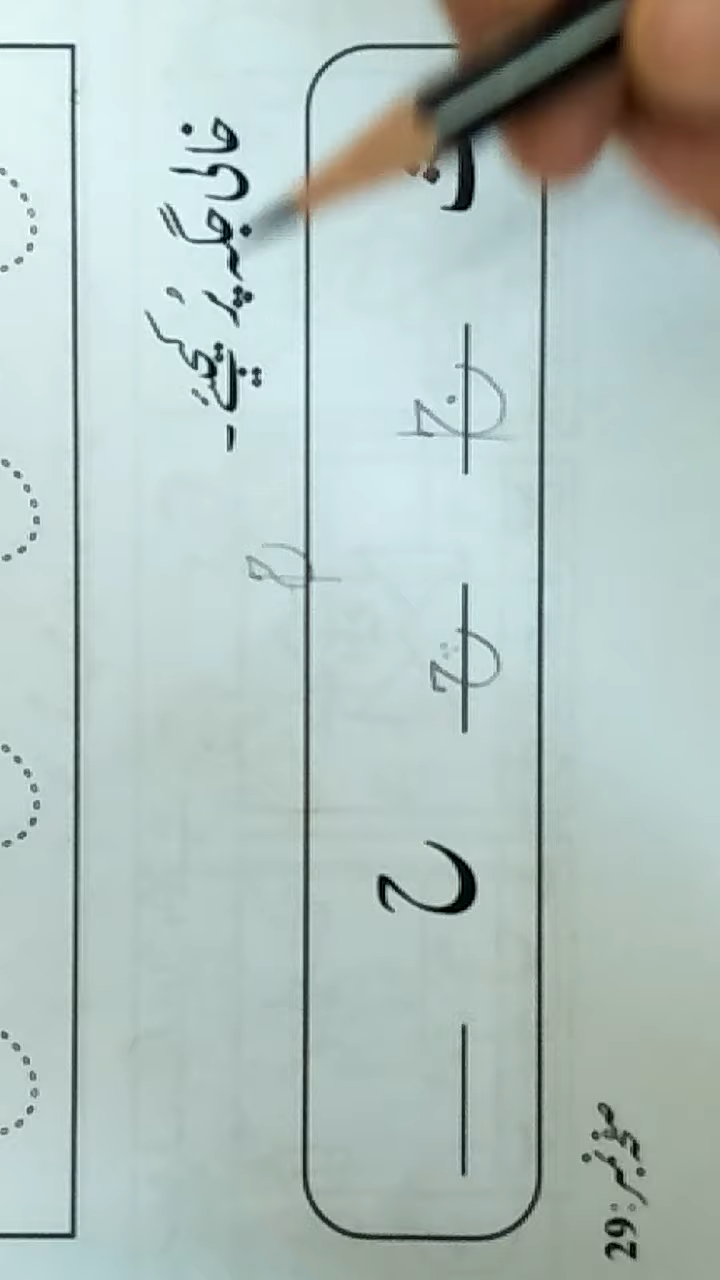 خالی جگہ پُر کیجیے۔
ث ج چ ح
صفحہ نمبر :29